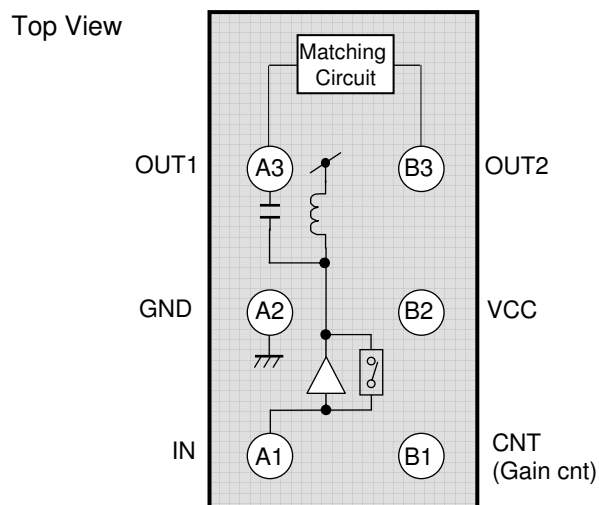 Top View
Matching
Circuit
OUT1
A3
B3
OUT2
GND
A2
B2
VCC
IN
A1
B1
CNT
(Gain cnt)